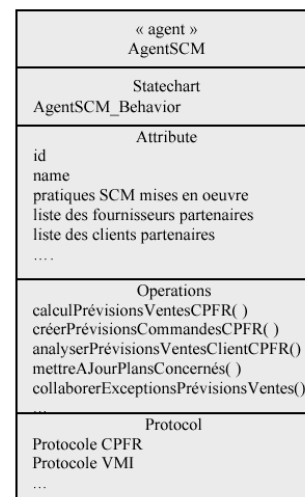 « agent »
AgentSCM
Statechart
AgentSCM_Behavior
Attribute
id
name
pratiques SCM mises en oeuvre
liste des fournisseurs partenaires
liste des clients partenaires
….
Operations
calculPrévisionsVentesCPFR( )
créerPrévisionsCommandesCPFR( )
analyserPrévisionsVentesClientCPFR()
mettreAJourPlansConcernés( )
collaborerExceptionsPrévisionsVentes()
...
Protocol
Protocole CPFR
Protocole VMI
…